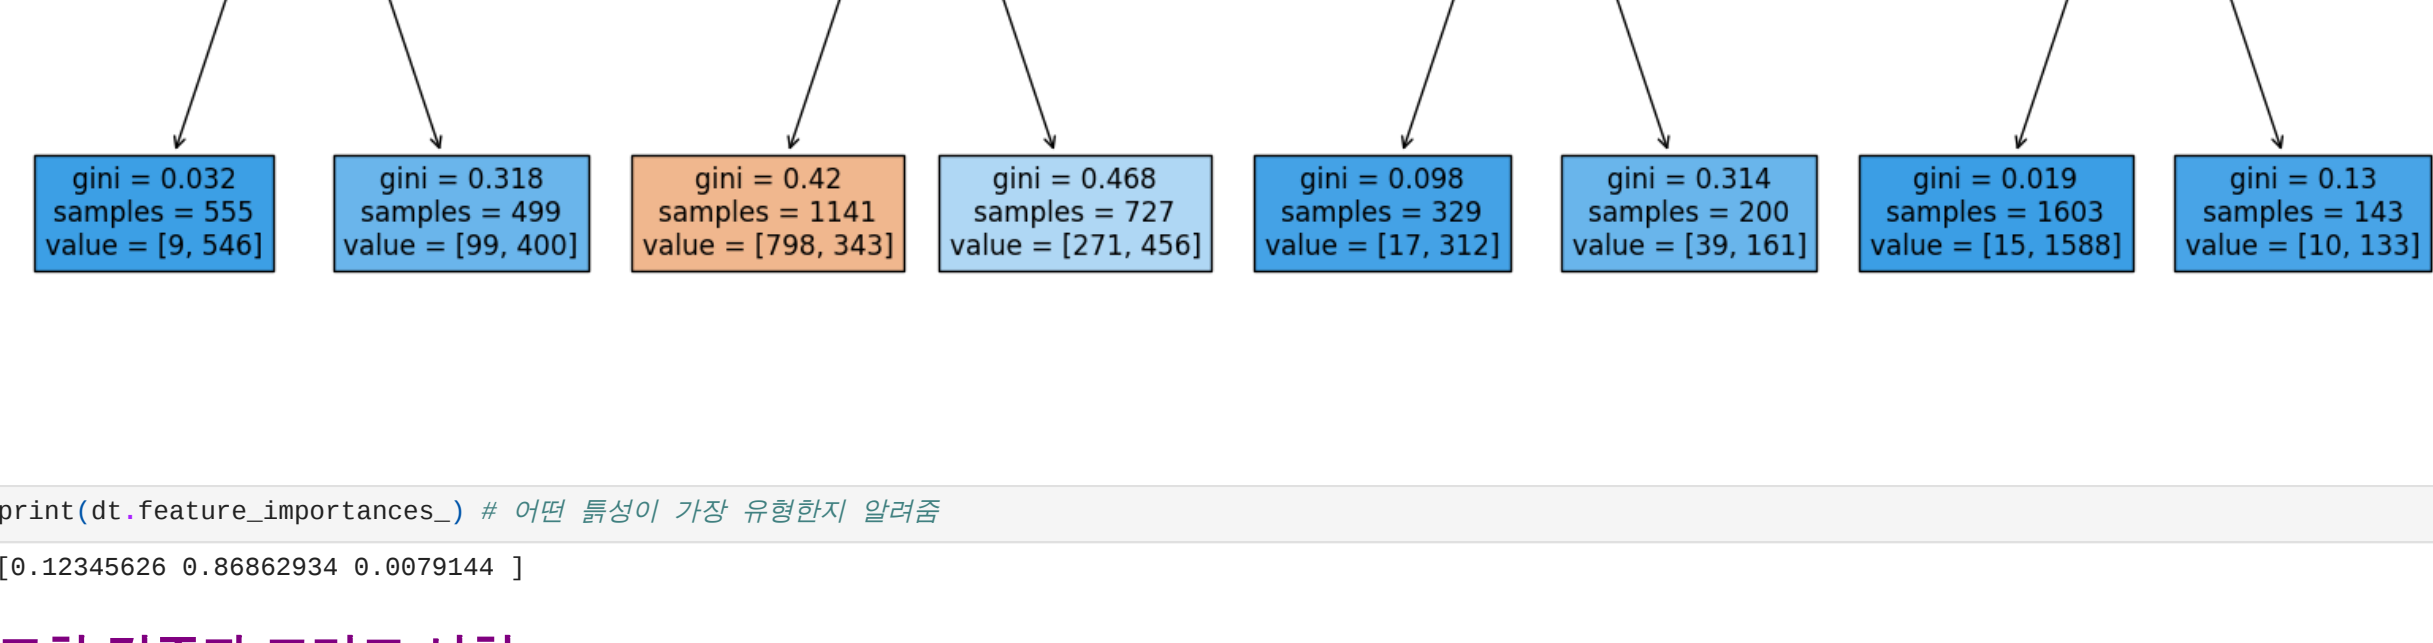 gini = 0.032
samples = 555
value = [9, 546]
gini = 0.318
samples = 499
value = [99, 400]
gini = 0.42
samples = 1141
value = [798, 343]
gini = 0.468
samples = 727
value = [271, 456]
gini = 0.098
samples = 329
value = [17, 312]
gini = 0.314
samples = 200
value = [39, 161]
gini = 0.019
samples = 1603
value = [15, 1588]
gini = 0.13
samples = 143
value = [10, 133]
print(dt.feature_importances_) # 어떤 틁성이 가장 유형한지 알려줌
[0.12345626 0.86862934 0.0079144 ]